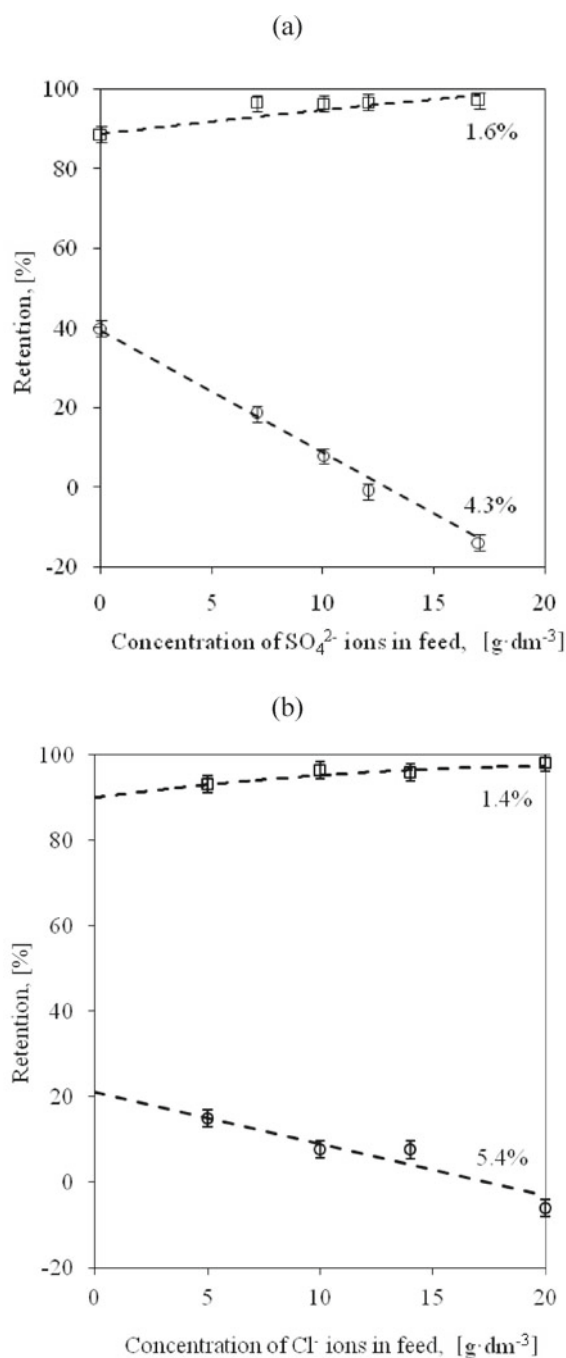 (a)
100
80
60
40
20
0
-20
Retention, [%]
1.6%
4.3%
0 5 10 15 20
Concentration of SO₄²⁻ ions in feed, [g·dm⁻³]
(b)
100
80
60
40
20
0
-20
Retention, [%]
1.4%
5.4%
0 5 10 15 20
Concentration of Cl⁻ ions in feed, [g·dm⁻³]